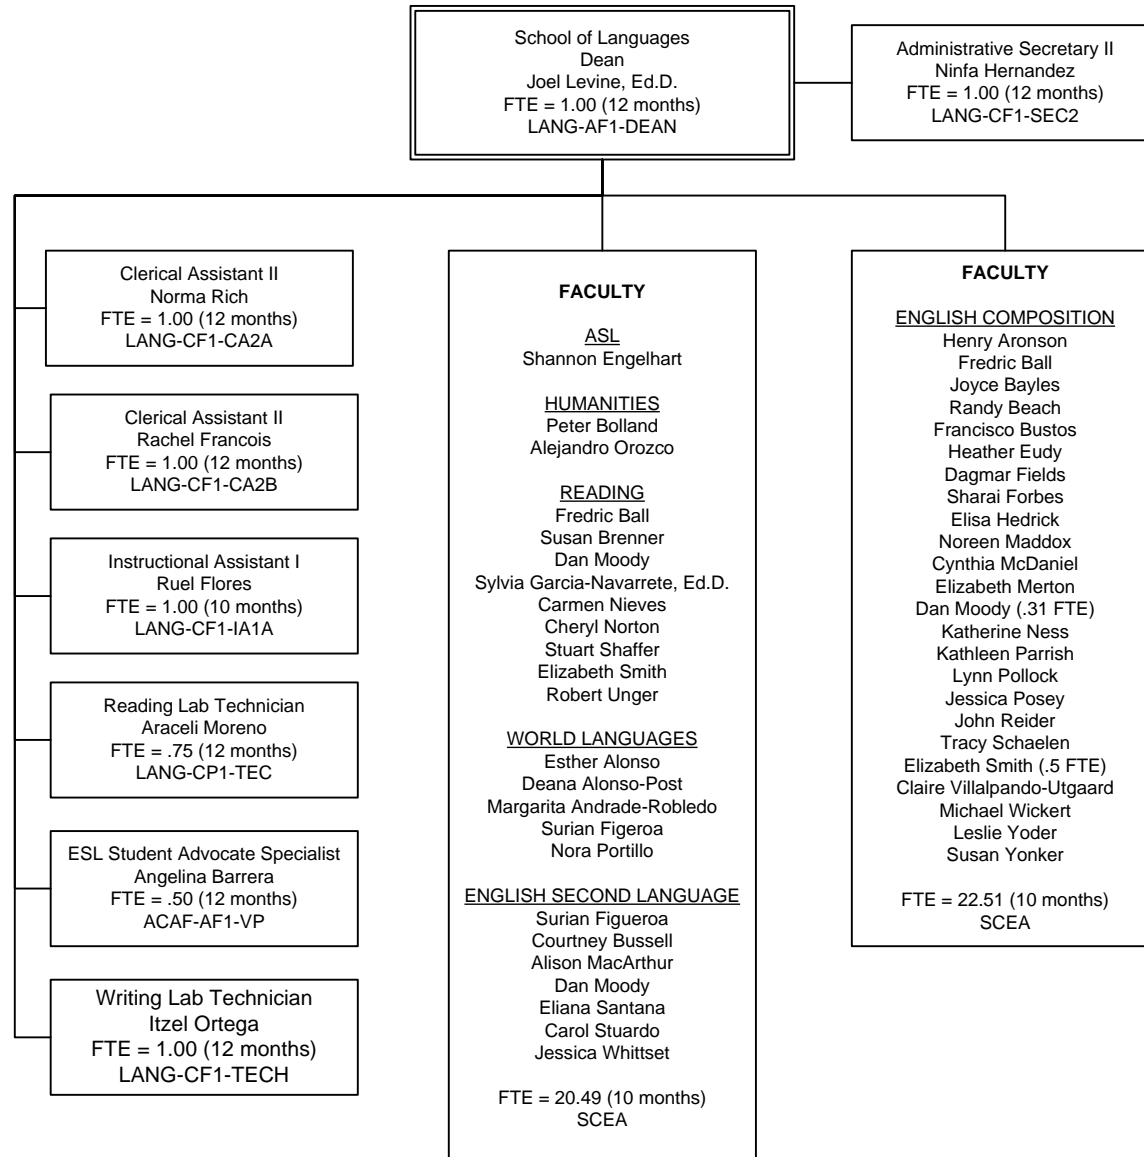 School of Languages
Dean
Joel Levine, Ed.D.
FTE = 1.00 (12 months)
LANG-AF1-DEAN
Administrative Secretary II
Ninfa Hernandez
FTE = 1.00 (12 months)
LANG-CF1-SEC2
Clerical Assistant II
Norma Rich
FTE = 1.00 (12 months)
LANG-CF1-CA2A
Clerical Assistant II
Rachel Francois
FTE = 1.00 (12 months)
LANG-CF1-CA2B
Instructional Assistant I
Ruel Flores
FTE = 1.00 (10 months)
LANG-CF1-IA1A
Reading Lab Technician
Araceli Moreno
FTE = .75 (12 months)
LANG-CP1-TEC
ESL Student Advocate Specialist
Angelina Barrera
FTE = .50 (12 months)
ACAF-AF1-VP
Writing Lab Technician
Itzel Ortega
FTE = 1.00 (12 months)
LANG-CF1-TECH
FACULTY
ASL
Shannon Engelhart
HUMANITIES
Peter Bolland
Alejandro Orozco
READING
Fredric Ball
Susan Brenner
Dan Moody
Sylvia Garcia-Navarrete, Ed.D.
Carmen Nieves
Cheryl Norton
Stuart Shaffer
Elizabeth Smith
Robert Unger
WORLD LANGUAGES
Esther Alonso
Deana Alonso-Post
Margarita Andrade-Robledo
Surian Figeroa
Nora Portillo
ENGLISH SECOND LANGUAGE
Surian Figueroa
Courtney Bussell
Alison MacArthur
Dan Moody
Eliana Santana
Carol Stuardo
Jessica Whittset
FTE = 20.49 (10 months)
SCEA
FACULTY
ENGLISH COMPOSITION
Henry Aronson
Fredric Ball
Joyce Bayles
Randy Beach
Francisco Bustos
Heather Eudy
Dagmar Fields
Sharai Forbes
Elisa Hedrick
Noreen Maddox
Cynthia McDaniel
Elizabeth Merton
Dan Moody (.31 FTE)
Katherine Ness
Kathleen Parrish
Lynn Pollock
Jessica Posey
John Reider
Tracy Schaelen
Elizabeth Smith (.5 FTE)
Claire Villalpando-Utgaard
Michael Wickert
Leslie Yoder
Susan Yonker
FTE = 22.51 (10 months)
SCEA